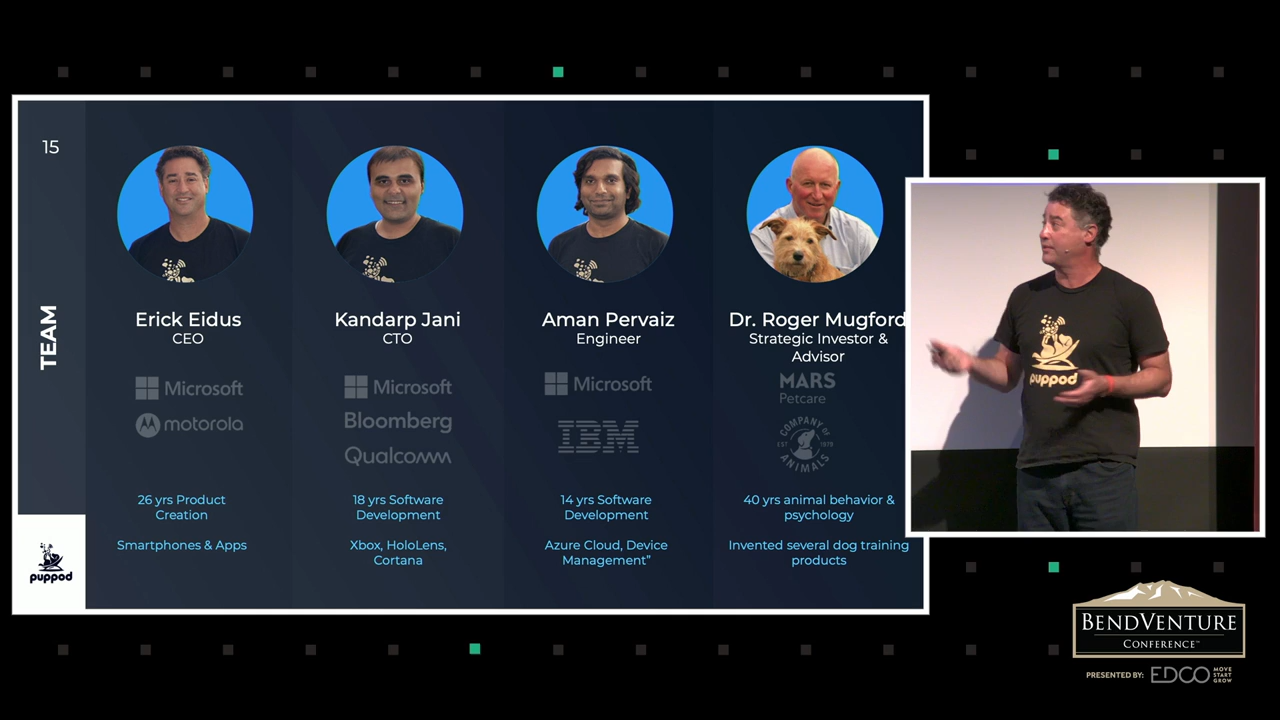 15
TEAM
Erick Eidus
CEO
Microsoft
motorola
26 yrs Product
Creation
Smartphones & Apps
Kandarp Jani
CTO
Microsoft
Bloomberg
Qualcomm
18 yrs Software
Development
Xbox, HoloLens,
Cortana
Aman Pervaiz
Engineer
Microsoft
IBM
14 yrs Software
Development
Azure Cloud, Device
Management”
Dr. Roger Mugford
Strategic Investor &
Advisor
MARS
Petcare
COMPANY of
EST 1979
ANIMALS
40 yrs animal behavior &
psychology
Invented several dog training
products
puppod
puppod
BENDVENTURE
CONFERENCE™
PRESENTED BY: EDCO MOVE
START
GROW